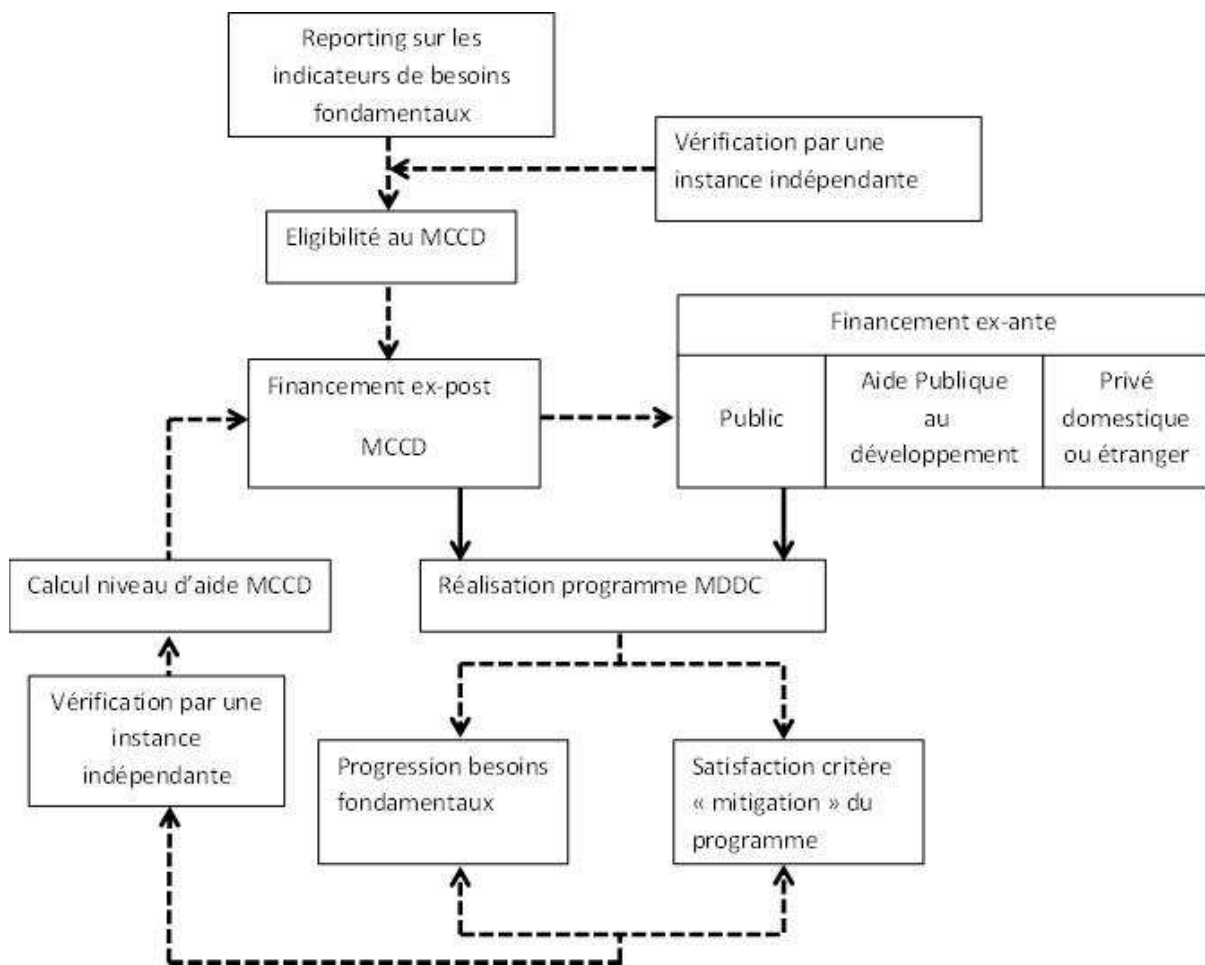 Reporting sur les
indicateurs de besoins
fondamentaux
Vérification par une
instance indépendante
Eligibilité au MCCD
Financement ex-ante
Financement ex-post
MCCD
Public
Aide Publique
au
développement
Privé
domestique
ou étranger
Calcul niveau d'aide MCCD
Réalisation programme MDDC
Vérification par une
instance
indépendante
Progression besoins
fondamentaux
Satisfaction critère
« mitigation » du
programme